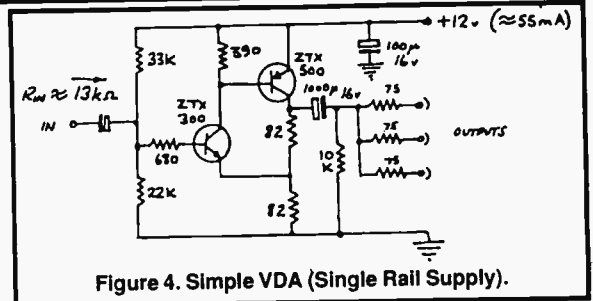 +12v (≈55mA)
33K
390
ZTX
500
100µ
16v
RIN ≈ 13kΩ
ZTX
300
1000µ 16v
75
IN
82
75
OUTPUTS
680
10
K
75
22K
82
Figure 4. Simple VDA (Single Rail Supply).